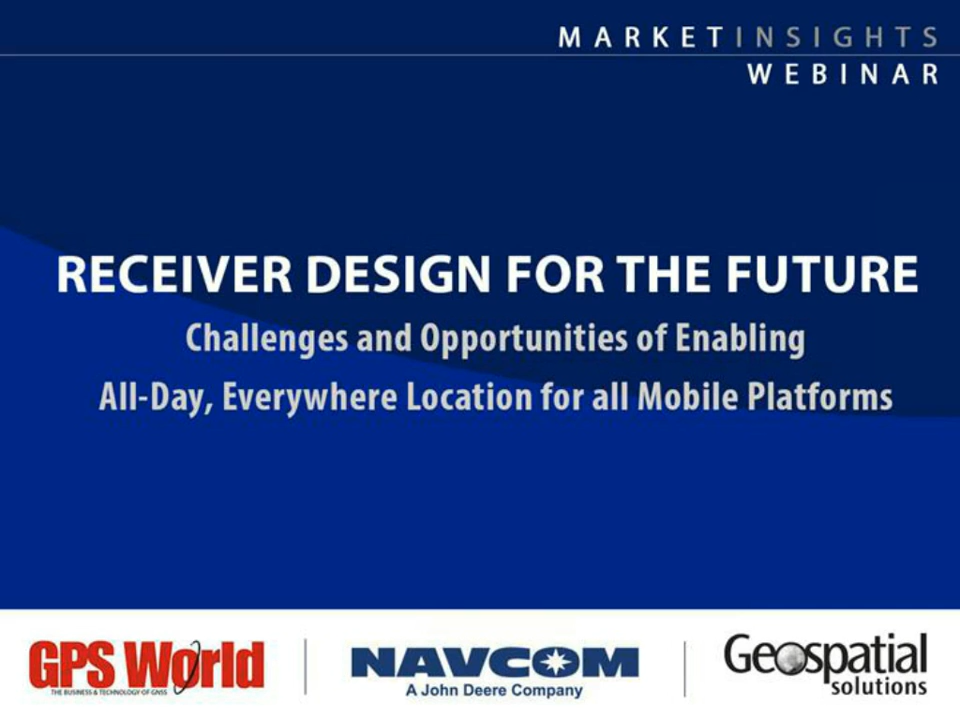 MARKETINSIGHTS
WEBINAR
RECEIVER DESIGN FOR THE FUTURE
Challenges and Opportunities of Enabling
All-Day, Everywhere Location for all Mobile Platforms
GPS World
THE BUSINESS & TECHNOLOGY OF GNSS
NAVCOM
A John Deere Company
Geospatial
solutions